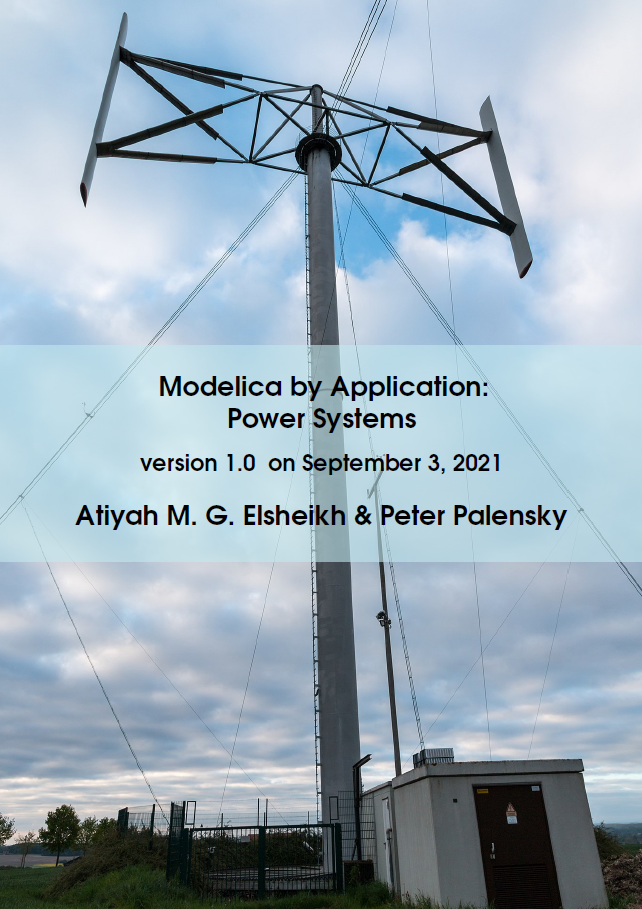 Modelica by Application:
Power Systems
version 1.0 on September 3, 2021
Atiyah M. G. Elsheikh & Peter Palensky